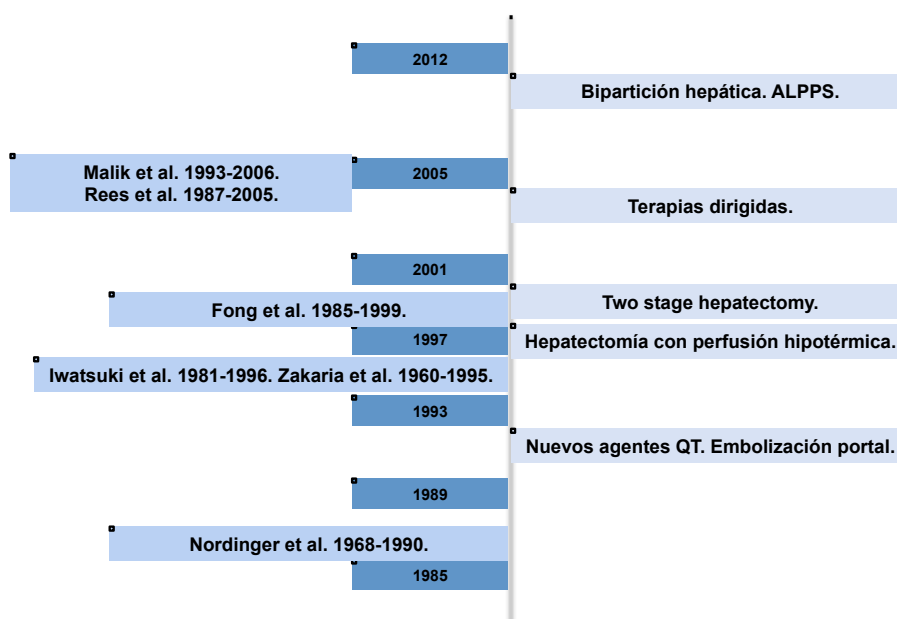 2012
Bipartición hepática. ALPPS.
Malik et al. 1993-2006.
Rees et al. 1987-2005.
2005
Terapias dirigidas.
2001
Two stage hepatectomy.
Fong et al. 1985-1999.
1997
Hepatectomía con perfusión hipotérmica.
Iwatsuki et al. 1981-1996. Zakaria et al. 1960-1995.
1993
Nuevos agentes QT. Embolización portal.
1989
Nordinger et al. 1968-1990.
1985